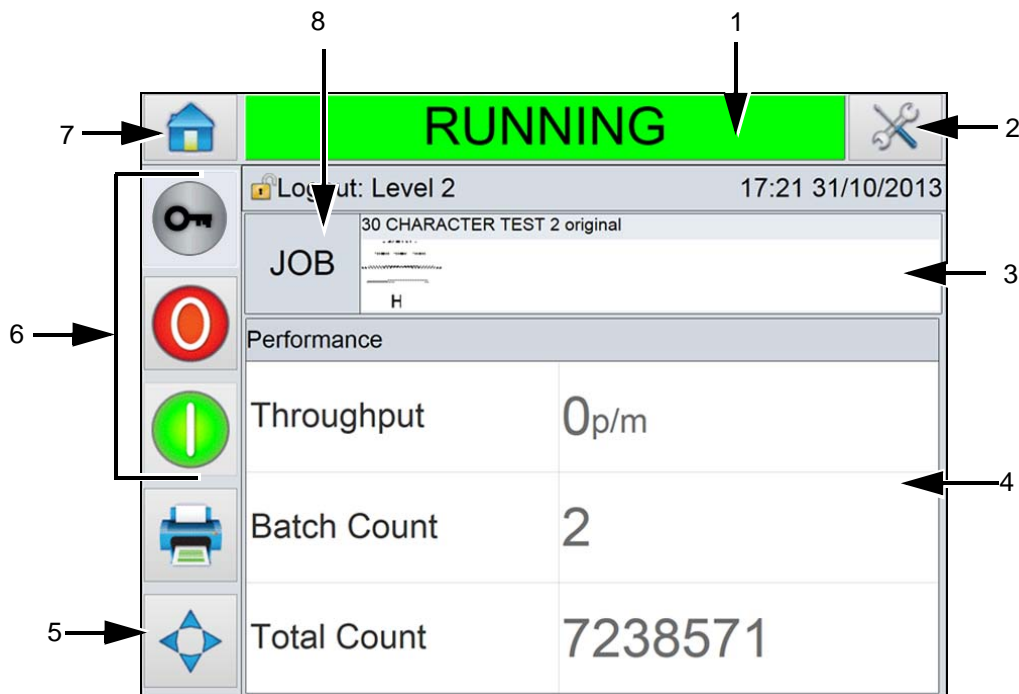 8
1
RUNNING
7
2
Logout: Level 2
17:21 31/10/2013
30 CHARACTER TEST 2 original
JOB
H
3
6
Performance
Throughput
0p/m
4
Batch Count
2
5
Total Count
7238571